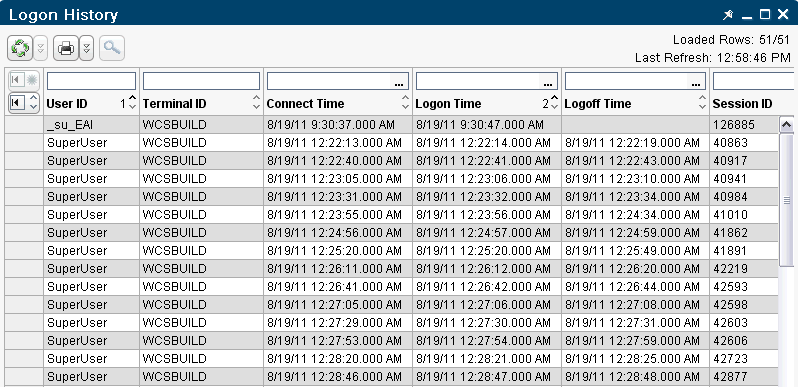 Logon History
Loaded Rows: 51/51
Last Refresh: 12:58:46 PM
... ...
User ID 1 Terminal ID Connect Time Logon Time 2 Logoff Time Session ID
_su_EAI WCSBUILD 8/19/11 9:30:37.000 AM 8/19/11 9:30:47.000 AM 126885
SuperUser WCSBUILD 8/19/11 12:22:13.000 AM 8/19/11 12:22:14.000 AM 8/19/11 12:22:19.000 AM 40863
SuperUser WCSBUILD 8/19/11 12:22:40.000 AM 8/19/11 12:22:41.000 AM 8/19/11 12:22:43.000 AM 40917
SuperUser WCSBUILD 8/19/11 12:23:05.000 AM 8/19/11 12:23:06.000 AM 8/19/11 12:23:10.000 AM 40941
SuperUser WCSBUILD 8/19/11 12:23:31.000 AM 8/19/11 12:23:32.000 AM 8/19/11 12:23:34.000 AM 40984
SuperUser WCSBUILD 8/19/11 12:23:55.000 AM 8/19/11 12:23:56.000 AM 8/19/11 12:24:34.000 AM 41010
SuperUser WCSBUILD 8/19/11 12:24:56.000 AM 8/19/11 12:24:57.000 AM 8/19/11 12:24:59.000 AM 41862
SuperUser WCSBUILD 8/19/11 12:25:20.000 AM 8/19/11 12:25:20.000 AM 8/19/11 12:25:49.000 AM 41891
SuperUser WCSBUILD 8/19/11 12:26:11.000 AM 8/19/11 12:26:12.000 AM 8/19/11 12:26:20.000 AM 42219
SuperUser WCSBUILD 8/19/11 12:26:41.000 AM 8/19/11 12:26:42.000 AM 8/19/11 12:26:44.000 AM 42593
SuperUser WCSBUILD 8/19/11 12:27:05.000 AM 8/19/11 12:27:06.000 AM 8/19/11 12:27:08.000 AM 42598
SuperUser WCSBUILD 8/19/11 12:27:29.000 AM 8/19/11 12:27:30.000 AM 8/19/11 12:27:31.000 AM 42603
SuperUser WCSBUILD 8/19/11 12:27:53.000 AM 8/19/11 12:27:54.000 AM 8/19/11 12:27:59.000 AM 42606
SuperUser WCSBUILD 8/19/11 12:28:20.000 AM 8/19/11 12:28:21.000 AM 8/19/11 12:28:25.000 AM 42723
SuperUser WCSBUILD 8/19/11 12:28:46.000 AM 8/19/11 12:28:47.000 AM 8/19/11 12:28:48.000 AM 42877